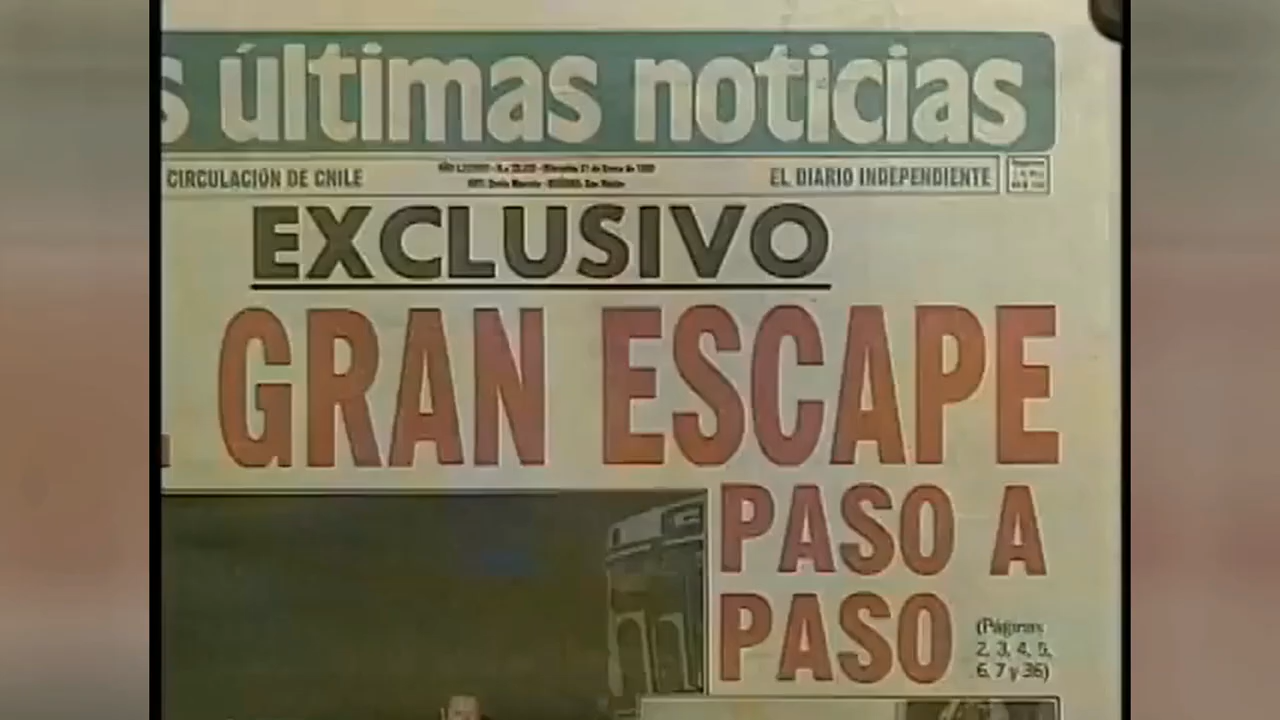 s últimas noticias
CIRCULACIÓN DE CHILE
EL DIARIO INDEPENDIENTE
EXCLUSIVO
GRAN ESCAPE
PASO A
PASO
(Páginas
2, 3, 4, 5,
6, 7 y 36)